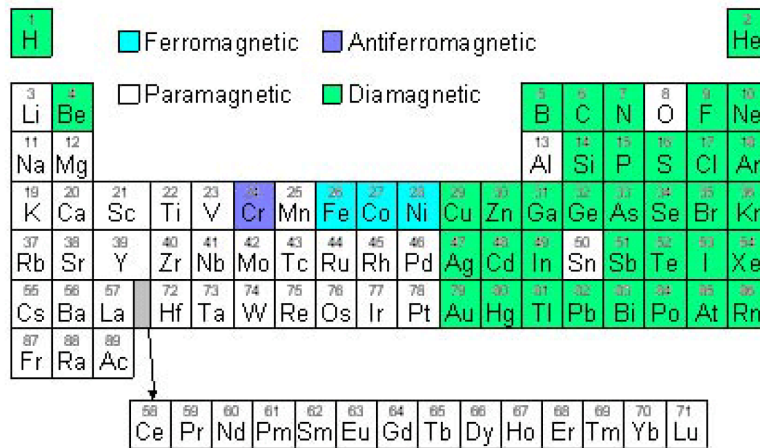 1 2
H Ferromagnetic Antiferromagnetic He
3 4 Paramagnetic Diamagnetic 5 6 7 8 9 10
Li Be B C N O F Ne
11 12 13 14 15 16 17 18
Na Mg Al Si P S Cl Ar
19 20 21 22 23 24 25 26 27 28 29 30 31 32 33 34 35 36
K Ca Sc Ti V Cr Mn Fe Co Ni Cu Zn Ga Ge As Se Br Kr
37 38 39 40 41 42 43 44 45 46 47 48 49 50 51 52 53 54
Rb Sr Y Zr Nb Mo Tc Ru Rh Pd Ag Cd In Sn Sb Te I Xe
55 56 57 72 73 74 75 76 77 78 79 80 81 82 83 84 85 86
Cs Ba La Hf Ta W Re Os Ir Pt Au Hg Tl Pb Bi Po At Rn
87 88 89
Fr Ra Ac
58 59 60 61 62 63 64 65 66 67 68 69 70 71
Ce Pr Nd Pm Sm Eu Gd Tb Dy Ho Er Tm Yb Lu